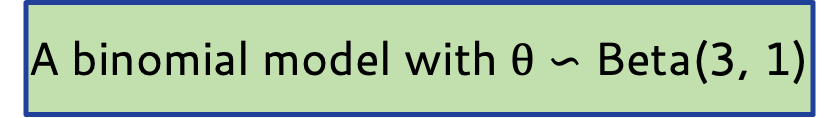 A binomial model with θ ∽ Beta(3, 1)